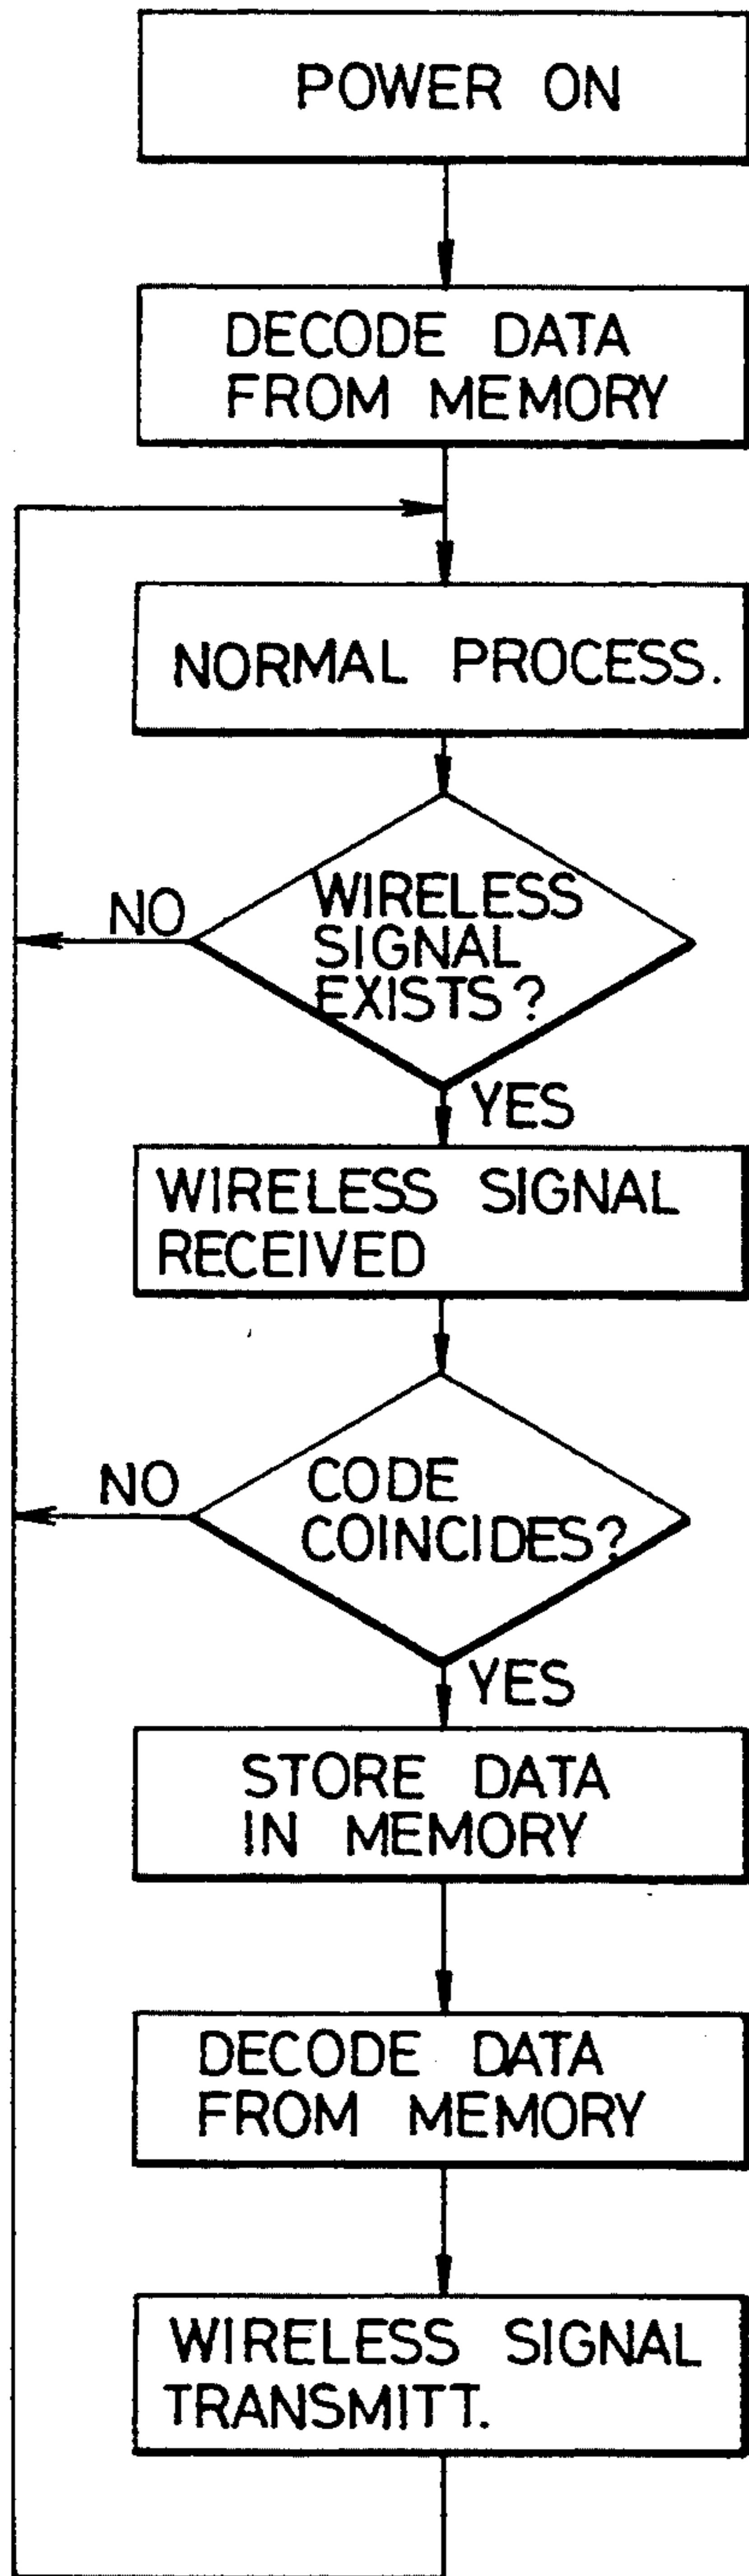 POWER ON
DECODE DATA
FROM MEMORY
NORMAL PROCESS.
WIRELESS
SIGNAL
EXISTS?
NO
YES
WIRELESS SIGNAL
RECEIVED
CODE
COINCIDES?
NO
YES
STORE DATA
IN MEMORY
DECODE DATA
FROM MEMORY
WIRELESS SIGNAL
TRANSMITT.